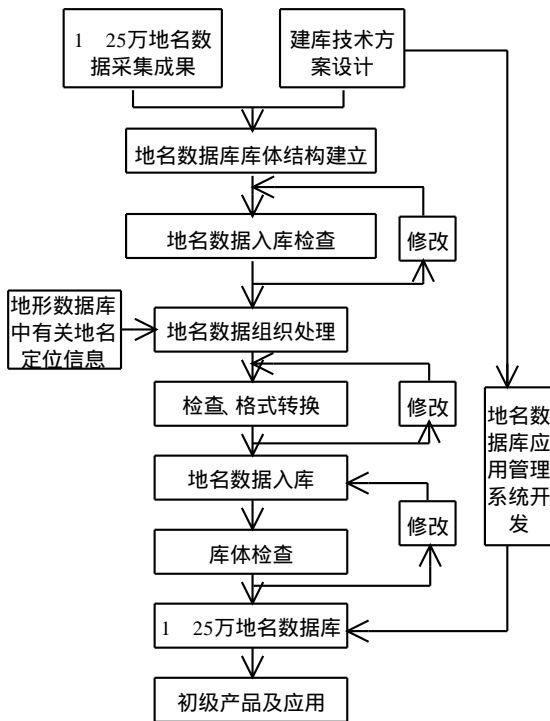 1 25万地名数
据采集成果
建库技术方
案设计
地名数据库库体结构建立
地名数据入库检查
修改
地形数据库
中有关地名
定位信息
地名数据组织处理
检查、格式转换
修改
地名数
据库应
用管理
系统开
发
地名数据入库
修改
库体检查
1 25万地名数据库
初级产品及应用